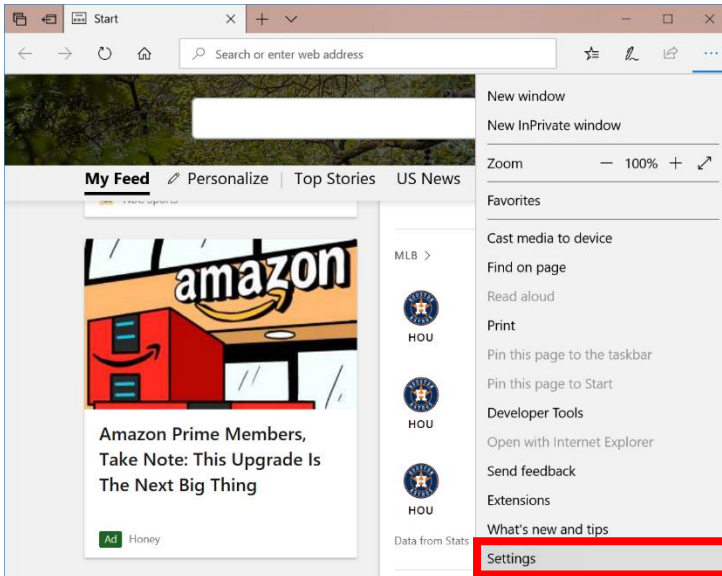 Start
Search or enter web address
My Feed Personalize Top Stories US News
NBC Sports
amazon
Amazon Prime Members,
Take Note: This Upgrade Is
The Next Big Thing
Ad Honey
MLB >
HOU
HOU
HOU
Data from Stats
New window
New InPrivate window
Zoom — 100% +
Favorites
Cast media to device
Find on page
Read aloud
Print
Pin this page to the taskbar
Pin this page to Start
Developer Tools
Open with Internet Explorer
Send feedback
Extensions
What's new and tips
Settings